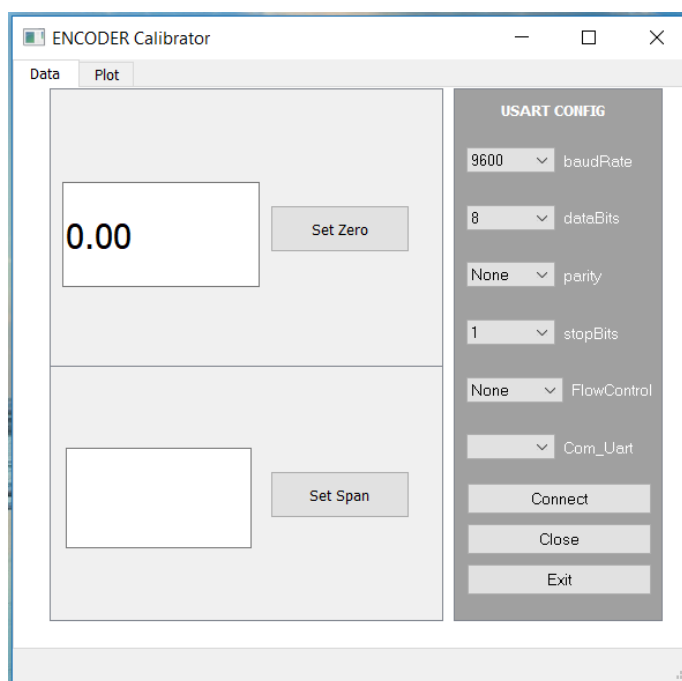 ENCODER Calibrator
Data Plot
0.00
Set Zero
Set Span
USART CONFIG
9600 baudRate
8 dataBits
None parity
1 stopBits
None FlowControl
Com_Uart
Connect
Close
Exit